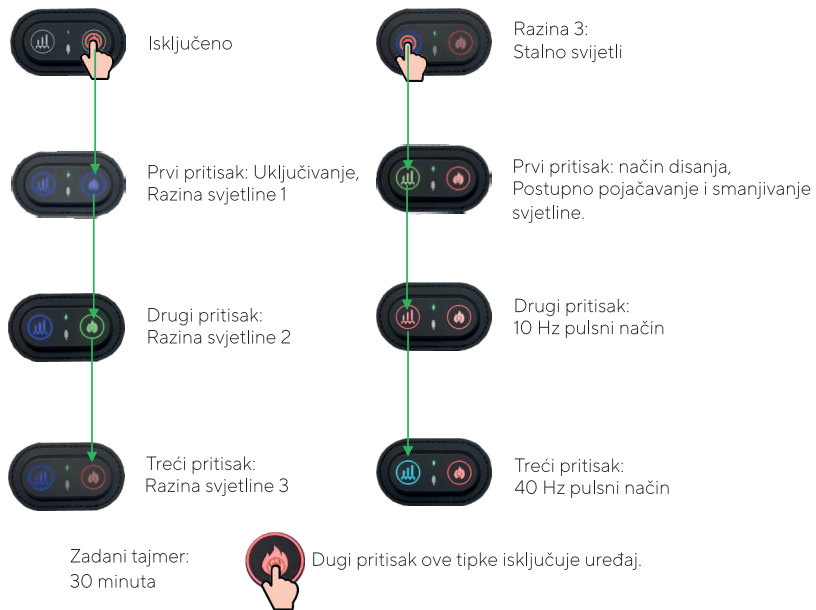 Isključeno
Prvi pritisak: Uključivanje,
Razina svjetline 1
Drugi pritisak:
Razina svjetline 2
Treći pritisak:
Razina svjetline 3
Razina 3:
Stalno svijetli
Prvi pritisak: način disanja,
Postupno pojačavanje i smanjivanje
svjetline.
Drugi pritisak:
10 Hz pulsni način
Treći pritisak:
40 Hz pulsni način
Zadani tajmer:
30 minuta
Dugi pritisak ove tipke isključuje uređaj.